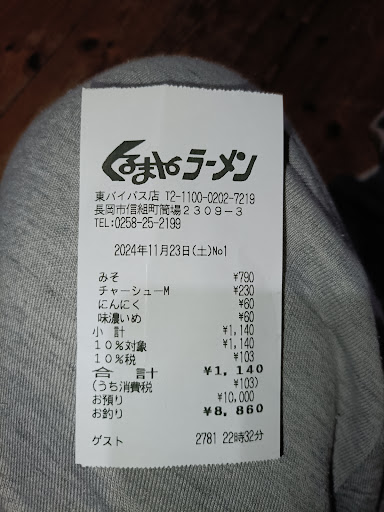 くるまやラーメン
東バイパス店 T2-1100-0202-7219
長岡市信組町筒場2309-3
TEL:0258-25-2199
2024年11月23日(土)No1
みそ ¥790
チャーシューM ¥230
にんにく ¥60
味濃いめ ¥60
小 計 ¥1,140
10%対象 ¥1,140
10%税 ¥103
合 計 ¥1,140
(うち消費税 ¥103)
お預り ¥10,000
お釣り ¥8,860
ゲスト 2781 22時32分